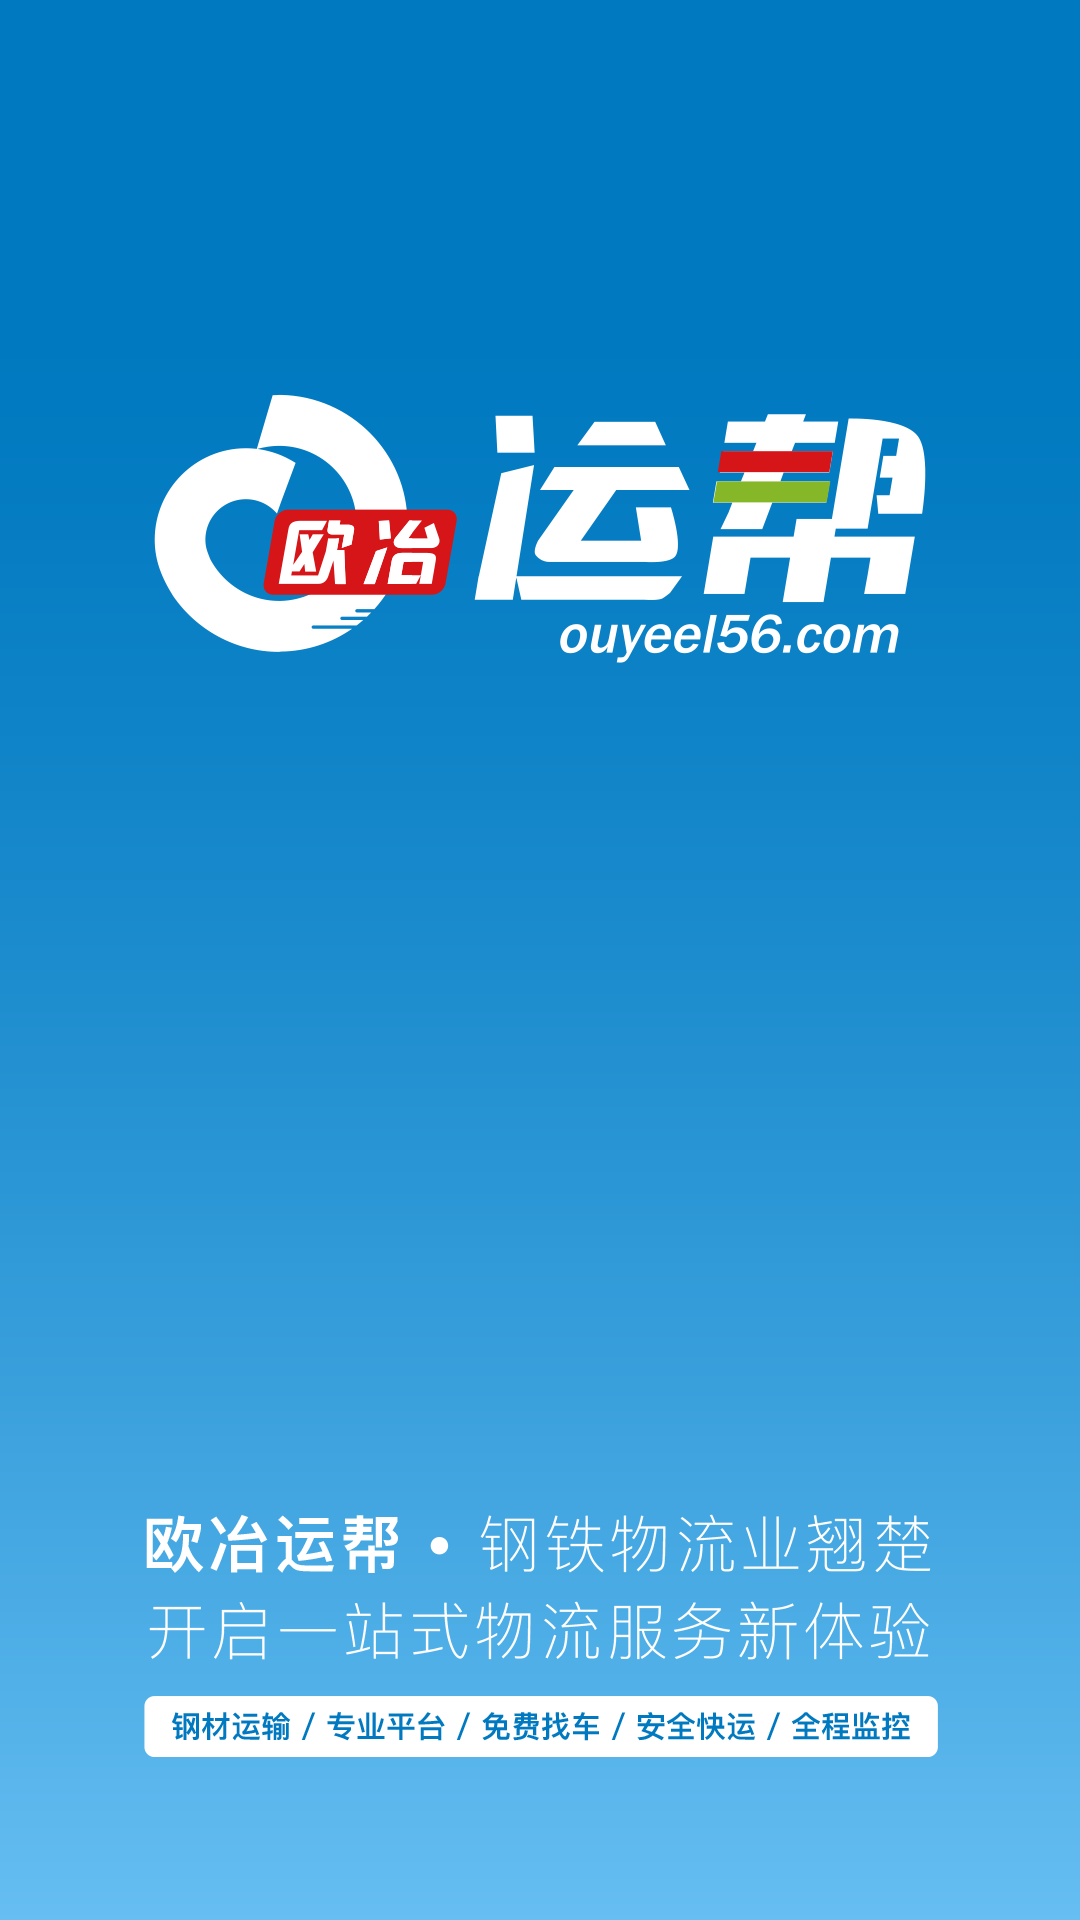 欧冶 运帮
ouyeel56.com
欧冶运帮 · 钢铁物流业翘楚
开启一站式物流服务新体验
钢材运输 / 专业平台 / 免费找车 / 安全快运 / 全程监控